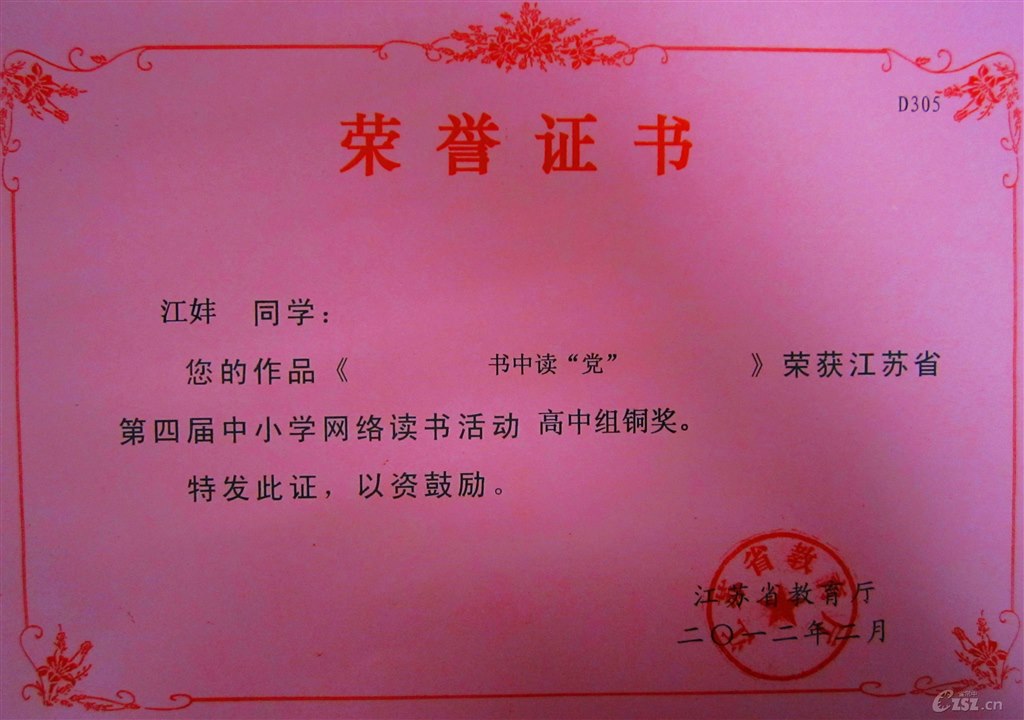 D305
荣誉证书
江妦 同学：
您的作品《 书中读“党” 》荣获江苏省
第四届中小学网络读书活动 高中组铜奖。
特发此证，以资鼓励。
江苏省教育厅
二〇一二年二月